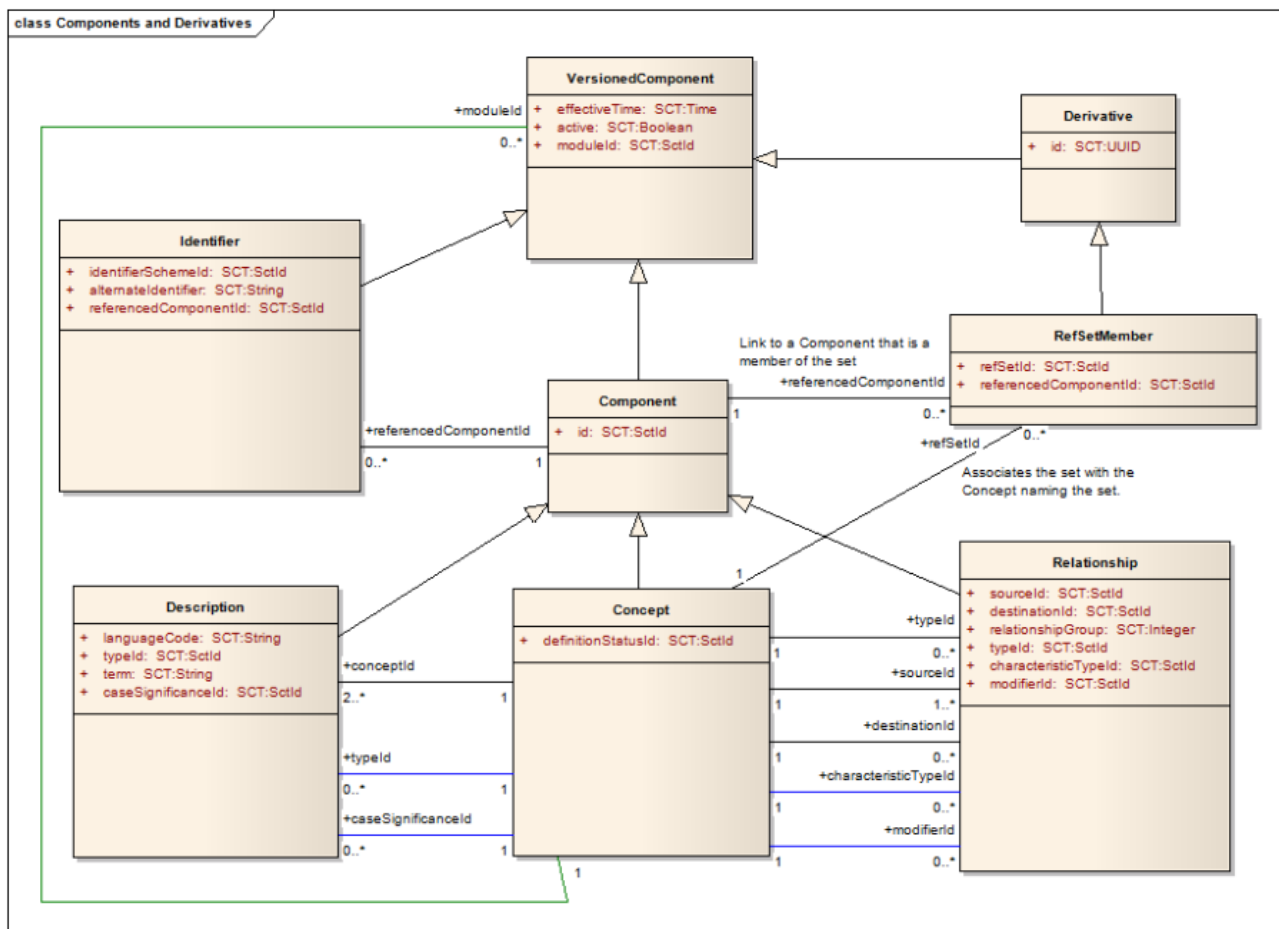 class Components and Derivatives
VersionedComponent
+ effectiveTime: SCT:Time
+ active: SCT:Boolean
+ moduleId: SCT:SctId
+moduleId
0..*
Derivative
+ id: SCT:UUID
Identifier
+ identifierSchemeId: SCT:SctId
+ alternateIdentifier: SCT:String
+ referencedComponentId: SCT:SctId
RefSetMember
+ refSetId: SCT:SctId
+ referencedComponentId: SCT:SctId
Link to a Component that is a
member of the set
+referencedComponentId
1
0..*
Component
+ id: SCT:SctId
+referencedComponentId
0..*
1
+refSetId
0..*
Associates the set with the
Concept naming the set.
1
Description
+ languageCode: SCT:String
+ typeId: SCT:SctId
+ term: SCT:String
+ caseSignificanceId: SCT:SctId
Concept
+ definitionStatusId: SCT:SctId
Relationship
+ sourceId: SCT:SctId
+ destinationId: SCT:SctId
+ relationshipGroup: SCT:Integer
+ typeId: SCT:SctId
+ characteristicTypeId: SCT:SctId
+ modifierId: SCT:SctId
+conceptId
2..*
1
+typeId
0..*
1
+caseSignificanceId
0..*
1
+typeId
1
0..*
+sourceId
1
1..*
+destinationId
1
0..*
+characteristicTypeId
1
0..*
+modifierId
1
0..*
1